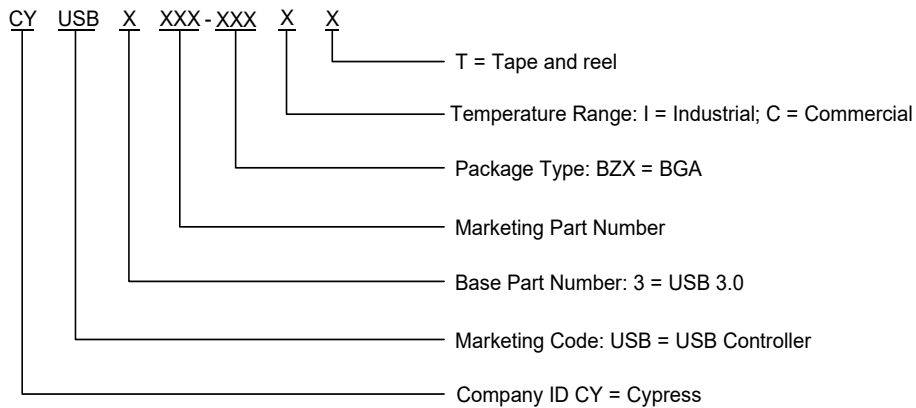 CY USB X XXX - XXX X X
T = Tape and reel
Temperature Range: I = Industrial; C = Commercial
Package Type: BZX = BGA
Marketing Part Number
Base Part Number: 3 = USB 3.0
Marketing Code: USB = USB Controller
Company ID CY = Cypress